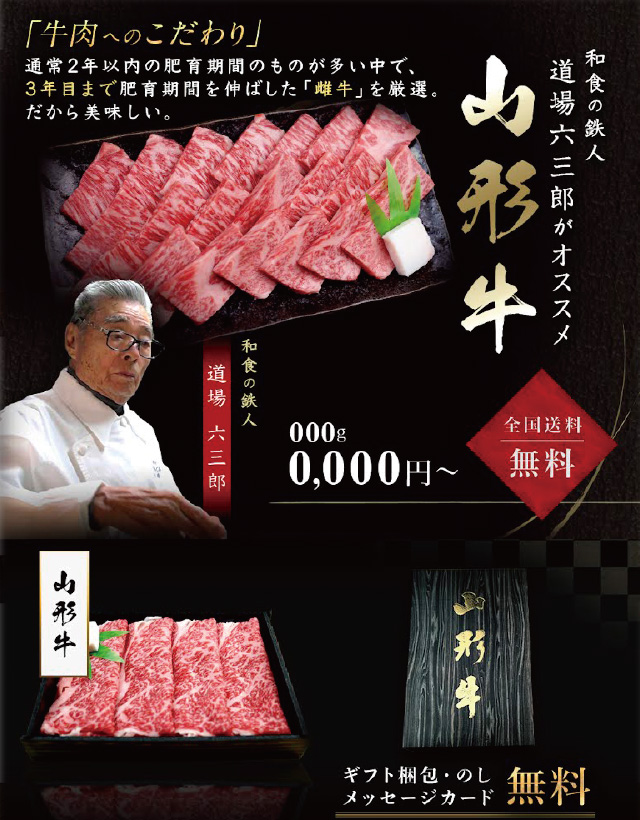 「牛肉へのこだわり」
通常2年以内の肥育期間のものが多い中で、
3年目まで肥育期間を伸ばした「雌牛」を厳選。
だから美味しい。
和食の鉄人
道場六三郎がオススメ
山形牛
和食の鉄人
道場 六三郎
000g
0,000円～
全国送料
無料
山形牛
山形牛
ギフト梱包・のし
メッセージカード
無料